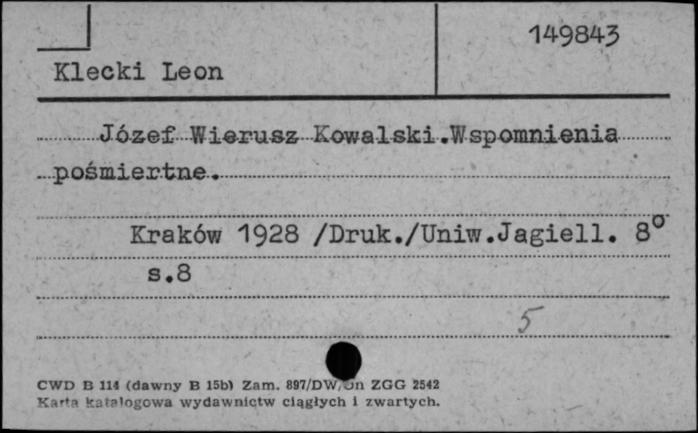 149843
Klecki Leon
Józef Wierusz Kowalski.Wspomnienia
pośmiertne.
Kraków 1928 /Druk./Uniw.Jagiell. 8°
s.8
5
CWD B 114 (dawny B 15b) Zam. 897/DW/Jn ZGG 2542
Karta katalogowa wydawnictw ciągłych i zwartych.